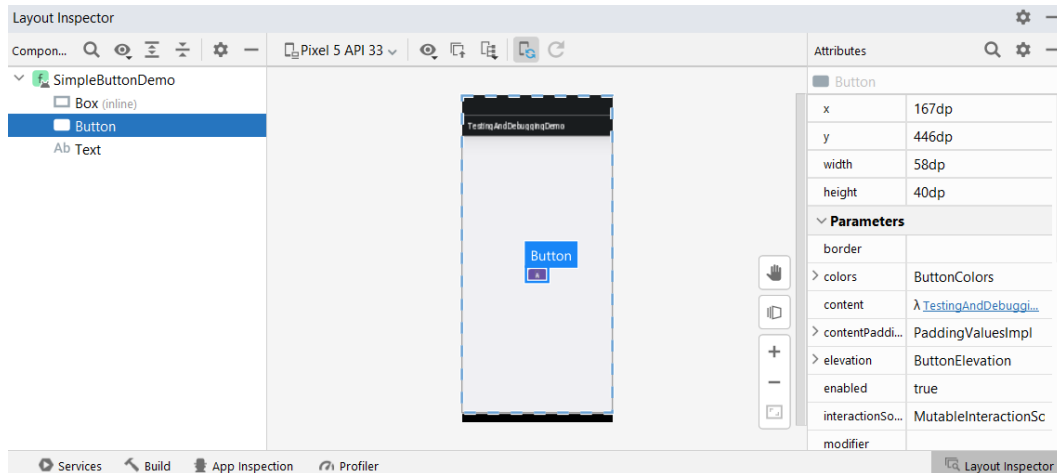 Layout Inspector
Compon...
Pixel 5 API 33
Attributes
SimpleButtonDemo
Box (inline)
Button
Ab Text
TestingAndDebuggingDemo
Button
Button
x 167dp
y 446dp
width 58dp
height 40dp
Parameters
border
colors ButtonColors
content λ TestingAndDebuggi...
contentPaddi... PaddingValuesImpl
elevation ButtonElevation
enabled true
interactionSo... MutableInteractionSc
modifier
Services Build App Inspection Profiler Layout Inspector